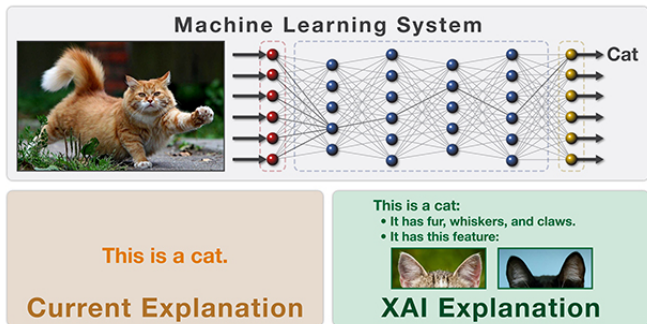 Machine Learning System
Cat
This is a cat.
Current Explanation
This is a cat:
• It has fur, whiskers, and claws.
• It has this feature:
XAI Explanation